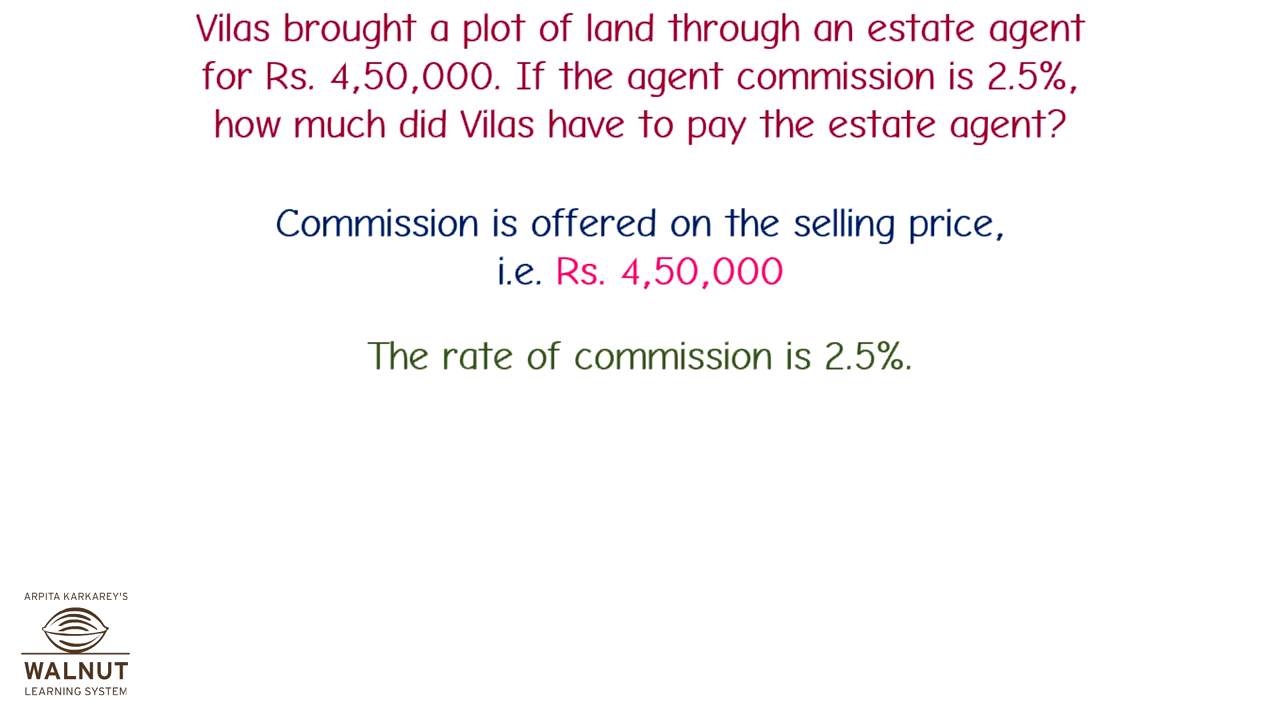 Vilas brought a plot of land through an estate agent
for Rs. 4,50,000. If the agent commission is 2.5%,
how much did Vilas have to pay the estate agent?
Commission is offered on the selling price,
i.e. Rs. 4,50,000
The rate of commission is 2.5%.
ARPITA KARKAREY'S
WALNUT
LEARNING SYSTEM